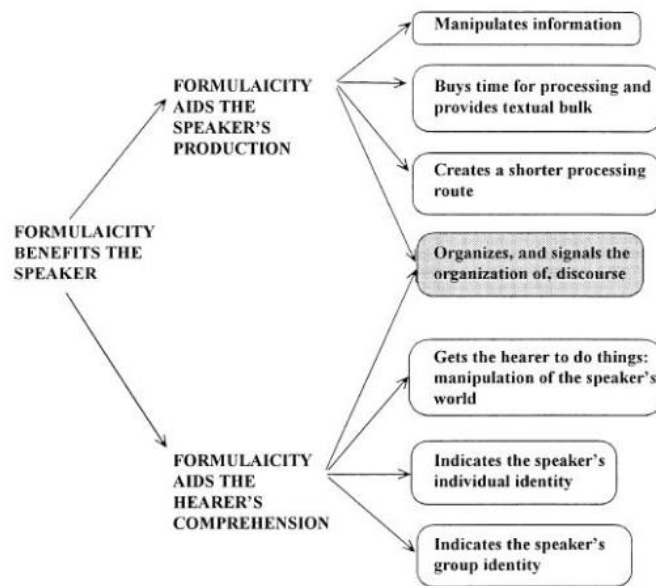 Manipulates information
FORMULAICITY
AIDS THE
SPEAKER'S
PRODUCTION
Buys time for processing and
provides textual bulk
Creates a shorter processing
route
FORMULAICITY
BENEFITS THE
SPEAKER
Organizes, and signals the
organization of, discourse
Gets the hearer to do things:
manipulation of the speaker's
world
FORMULAICITY
AIDS THE
HEARER'S
COMPREHENSION
Indicates the speaker's
individual identity
Indicates the speaker's
group identity